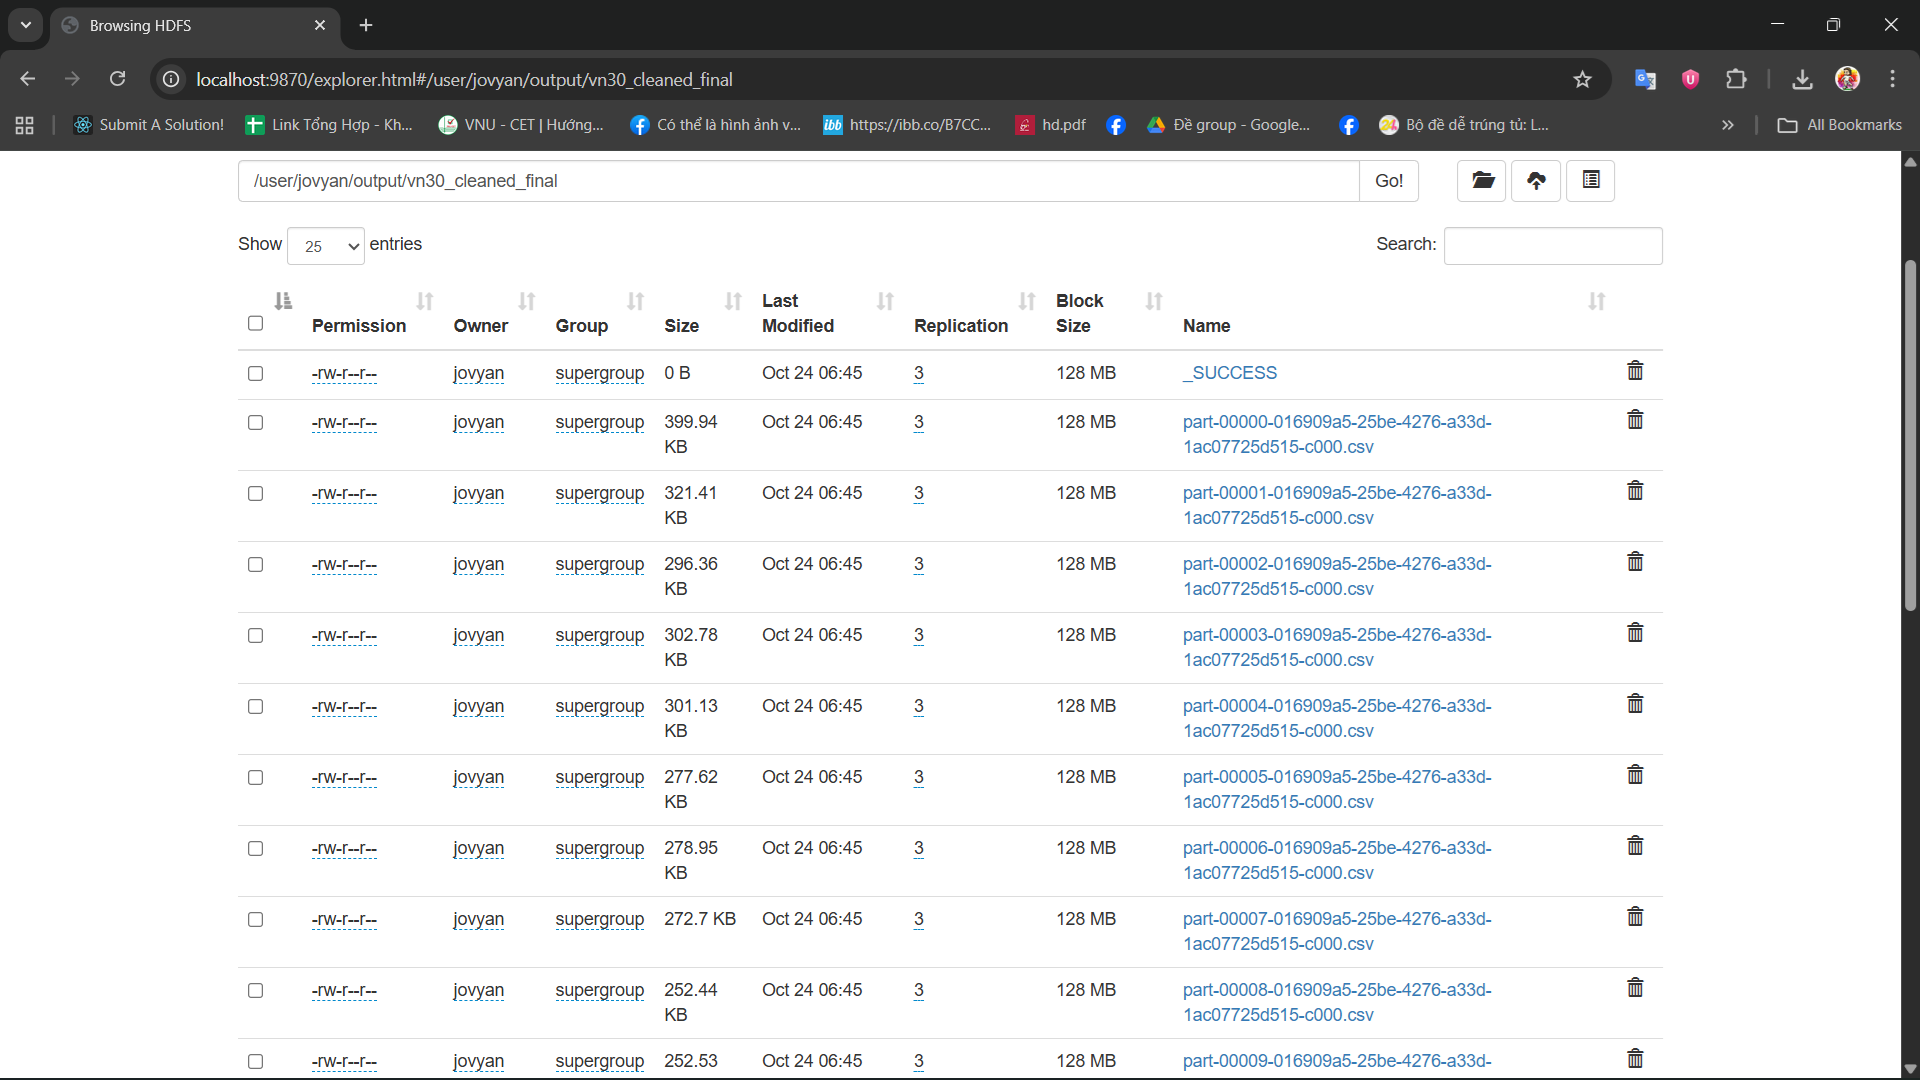 Browsing HDFS
localhost:9870/explorer.html#/user/jovyan/output/vn30_cleaned_final
Submit A Solution! Link Tổng Hợp - Kh... VNU - CET | Hướng... Có thể là hình ảnh v... https://ibb.co/B7CC... hd.pdf Đề group - Google... Bộ đề dễ trúng tủ: L... All Bookmarks
/user/jovyan/output/vn30_cleaned_final Go!
Show 25 entries Search:
Permission Owner Group Size Last Modified Replication Block Size Name
-rw-r--r-- jovyan supergroup 0 B Oct 24 06:45 3 128 MB _SUCCESS
-rw-r--r-- jovyan supergroup 399.94 KB Oct 24 06:45 3 128 MB part-00000-016909a5-25be-4276-a33d-
1ac07725d515-c000.csv
-rw-r--r-- jovyan supergroup 321.41 KB Oct 24 06:45 3 128 MB part-00001-016909a5-25be-4276-a33d-
1ac07725d515-c000.csv
-rw-r--r-- jovyan supergroup 296.36 KB Oct 24 06:45 3 128 MB part-00002-016909a5-25be-4276-a33d-
1ac07725d515-c000.csv
-rw-r--r-- jovyan supergroup 302.78 KB Oct 24 06:45 3 128 MB part-00003-016909a5-25be-4276-a33d-
1ac07725d515-c000.csv
-rw-r--r-- jovyan supergroup 301.13 KB Oct 24 06:45 3 128 MB part-00004-016909a5-25be-4276-a33d-
1ac07725d515-c000.csv
-rw-r--r-- jovyan supergroup 277.62 KB Oct 24 06:45 3 128 MB part-00005-016909a5-25be-4276-a33d-
1ac07725d515-c000.csv
-rw-r--r-- jovyan supergroup 278.95 KB Oct 24 06:45 3 128 MB part-00006-016909a5-25be-4276-a33d-
1ac07725d515-c000.csv
-rw-r--r-- jovyan supergroup 272.7 KB Oct 24 06:45 3 128 MB part-00007-016909a5-25be-4276-a33d-
1ac07725d515-c000.csv
-rw-r--r-- jovyan supergroup 252.44 KB Oct 24 06:45 3 128 MB part-00008-016909a5-25be-4276-a33d-
1ac07725d515-c000.csv
-rw-r--r-- jovyan supergroup 252.53 Oct 24 06:45 3 128 MB part-00009-016909a5-25be-4276-a33d-